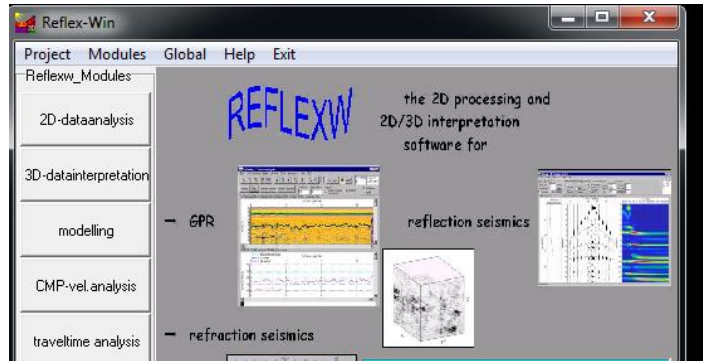 Reflex-Win
Project Modules Global Help Exit
Reflexw_Modules
2D-dataanalysis
3D-datainterpretation
modelling
CMP-vel.analysis
traveltime analysis
REFLEXW
the 2D processing and
2D/3D interpretation
software for
– GPR
reflection seismics
– refraction seismics